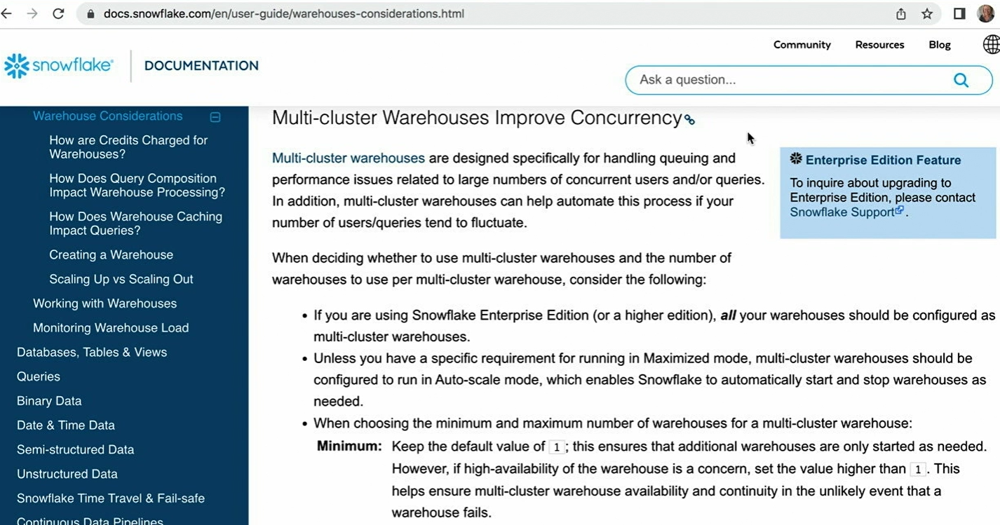 docs.snowflake.com/en/user-guide/warehouses-considerations.html
Community Resources Blog
snowflake® DOCUMENTATION
Ask a question...
Warehouse Considerations
How are Credits Charged for
Warehouses?
How Does Query Composition
Impact Warehouse Processing?
How Does Warehouse Caching
Impact Queries?
Creating a Warehouse
Scaling Up vs Scaling Out
Working with Warehouses
Monitoring Warehouse Load
Databases, Tables & Views
Queries
Binary Data
Date & Time Data
Semi-structured Data
Unstructured Data
Snowflake Time Travel & Fail-safe
Continuous Data Pipelines
Multi-cluster Warehouses Improve Concurrency
Multi-cluster warehouses are designed specifically for handling queuing and
performance issues related to large numbers of concurrent users and/or queries.
In addition, multi-cluster warehouses can help automate this process if your
number of users/queries tend to fluctuate.
Enterprise Edition Feature
To inquire about upgrading to
Enterprise Edition, please contact
Snowflake Support.
When deciding whether to use multi-cluster warehouses and the number of
warehouses to use per multi-cluster warehouse, consider the following:
• If you are using Snowflake Enterprise Edition (or a higher edition), all your warehouses should be configured as
multi-cluster warehouses.
• Unless you have a specific requirement for running in Maximized mode, multi-cluster warehouses should be
configured to run in Auto-scale mode, which enables Snowflake to automatically start and stop warehouses as
needed.
• When choosing the minimum and maximum number of warehouses for a multi-cluster warehouse:
Minimum: Keep the default value of 1; this ensures that additional warehouses are only started as needed.
However, if high-availability of the warehouse is a concern, set the value higher than 1. This
helps ensure multi-cluster warehouse availability and continuity in the unlikely event that a
warehouse fails.